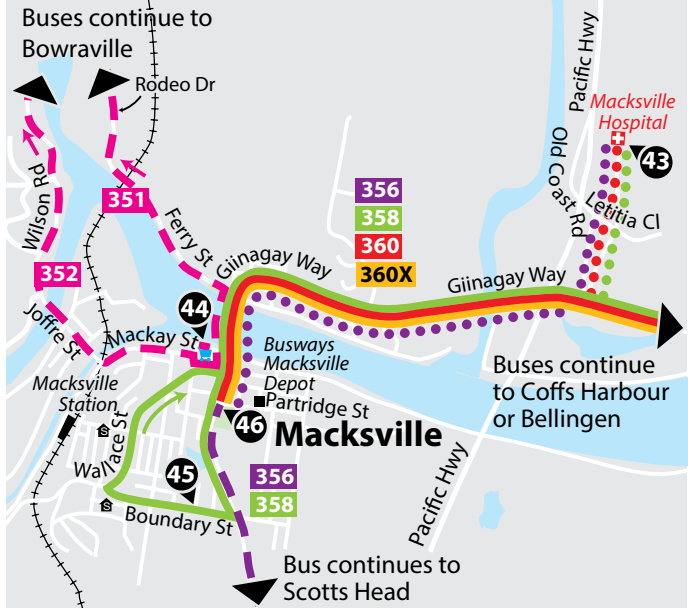 Buses continue to
Bowraville
Rodeo Dr
Pacific Hwy
Macksville
Hospital
43
Old Coast Rd
Letitia Cl
Wilson Rd
351
352
Ferry St
356
358
360
360X
Giinagay Way
Giinagay Way
44
Joffre St
Mackay St
Busways
Macksville
Depot
Partridge St
Buses continue
to Coffs Harbour
or Bellingen
Macksville
Station
46
Macksville
Wallace St
45
356
358
Boundary St
Pacific Hwy
S
S
Bus continues to
Scotts Head